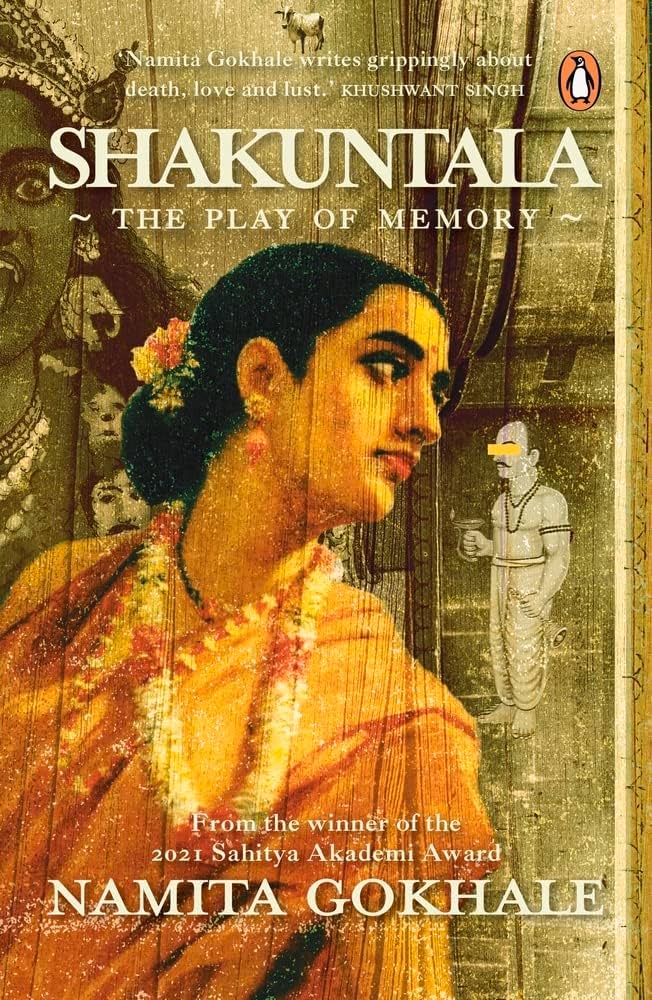 'Namita Gokhale writes grippingly about
death, love and lust.' KHUSHWANT SINGH
SHAKUNTALA
~ THE PLAY OF MEMORY ~
From the winner of the
2021 Sahitya Akademi Award
NAMITA GOKHALE